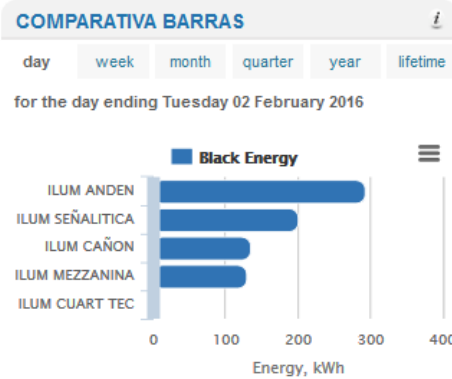 COMPARATIVA BARRAS i
day week month quarter year lifetime
for the day ending Tuesday 02 February 2016
Black Energy
ILUM ANDEN
ILUM SEÑALITICA
ILUM CAÑON
ILUM MEZZANINA
ILUM CUART TEC
0 100 200 300 400
Energy, kWh